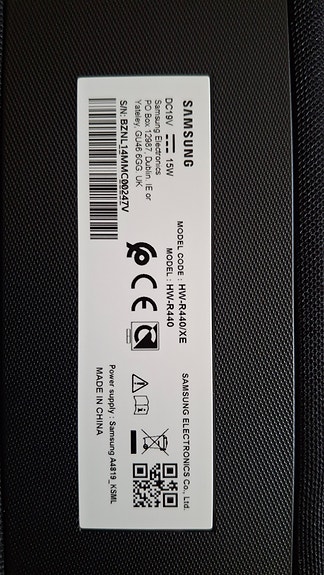 SAMSUNG
DC19V 15W
Samsung Electronics
PO Box 12987, Dublin, IE or
Yateley, GU46 6GG, UK
S/N: BZNL14MMC00247V
MODEL CODE : HW-R440/XE
MODEL : HW-R440
CE
SAMSUNG ELECTRONICS Co., Ltd.
Power supply : Samsung A4819_KSML
MADE IN CHINA